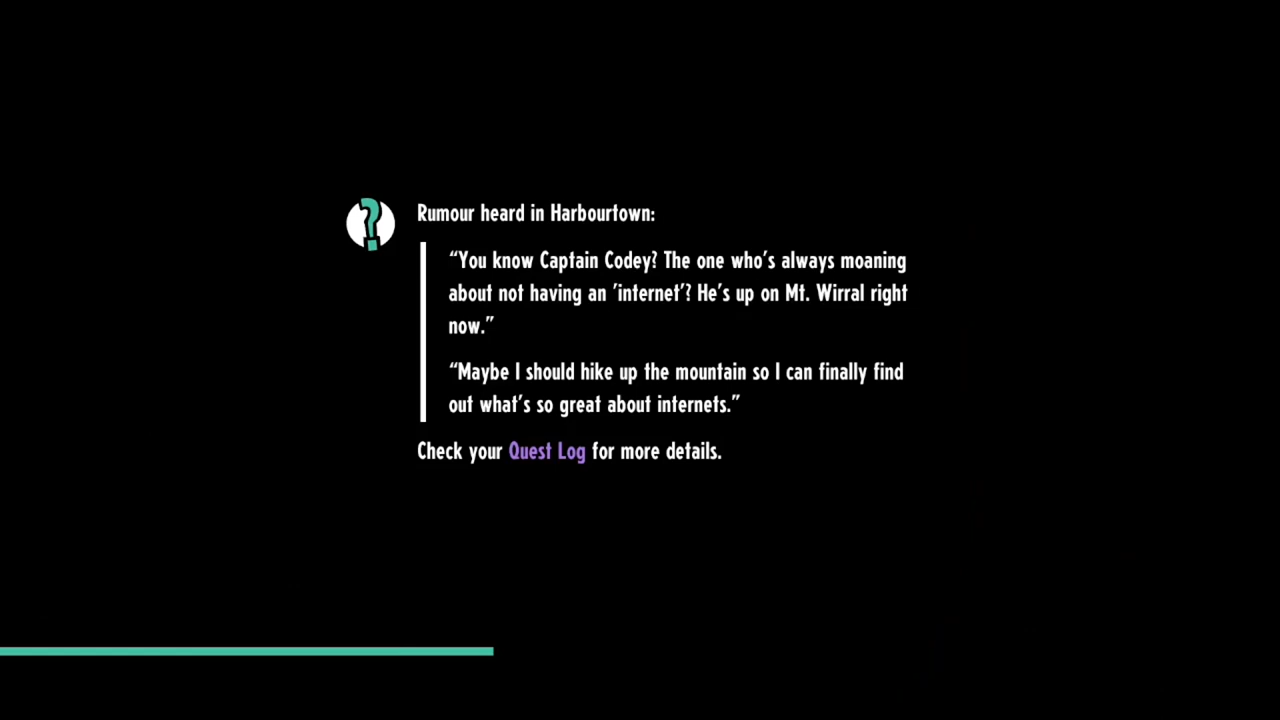 Rumour heard in Harbourtown:
“You know Captain Codey? The one who's always moaning
about not having an 'internet'? He's up on Mt. Wirral right
now.”
“Maybe I should hike up the mountain so I can finally find
out what's so great about internets.”
Check your Quest Log for more details.